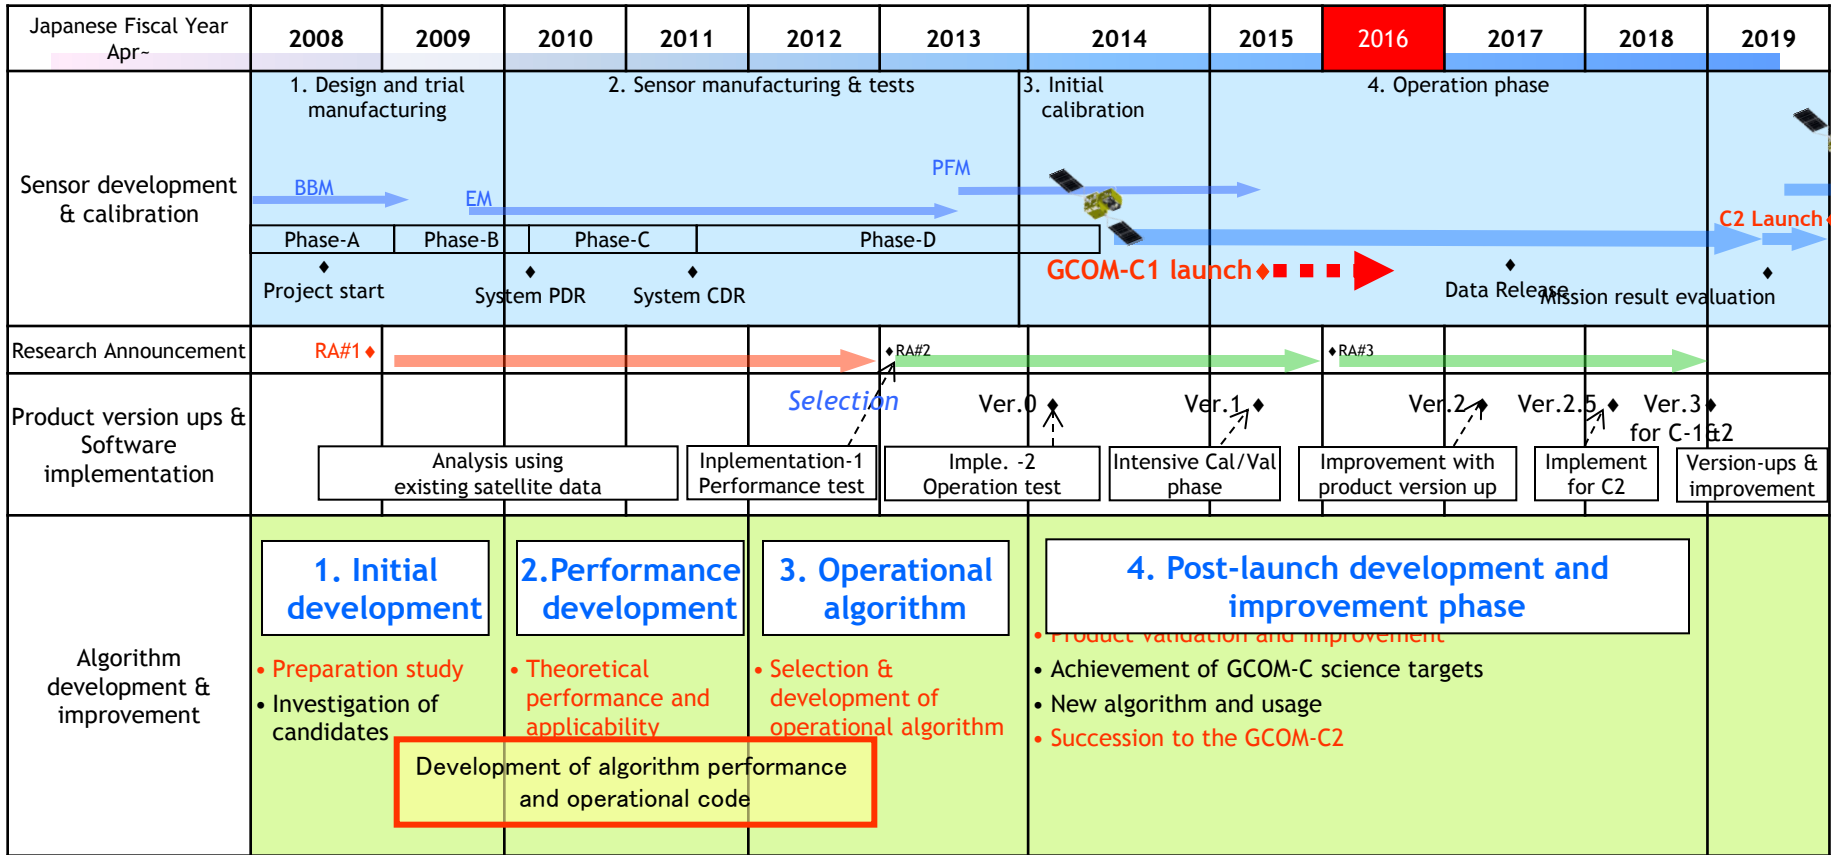 Japanese Fiscal Year
Apr~
2008
2009
2010
2011
2012
2013
2014
2015
2016
2017
2018
2019
Sensor development
& calibration
1. Design and trial
manufacturing
2. Sensor manufacturing & tests
3. Initial
calibration
4. Operation phase
BBM
EM
PFM
Phase-A
Phase-B
Phase-C
Phase-D
C2 Launch
GCOM-C1 launch
Project start
System PDR
System CDR
Data Release
Mission result evaluation
Research Announcement
RA#1
RA#2
RA#3
Product version ups &
Software
implementation
Selection
Ver.0
Ver.1
Ver.2
Ver.2.5
Ver.3
for C-1&2
Analysis using
existing satellite data
Inplementation-1
Performance test
Imple. -2
Operation test
Intensive Cal/Val
phase
Improvement with
product version up
Implement
for C2
Version-ups &
improvement
Algorithm
development &
improvement
1. Initial
development
• Preparation study
• Investigation of
candidates
2.Performance
development
• Theoretical
performance and
applicability
3. Operational
algorithm
• Selection &
development of
operational algorithm
4. Post-launch development and
improvement phase
• Product validation and improvement
• Achievement of GCOM-C science targets
• New algorithm and usage
• Succession to the GCOM-C2
Development of algorithm performance
and operational code